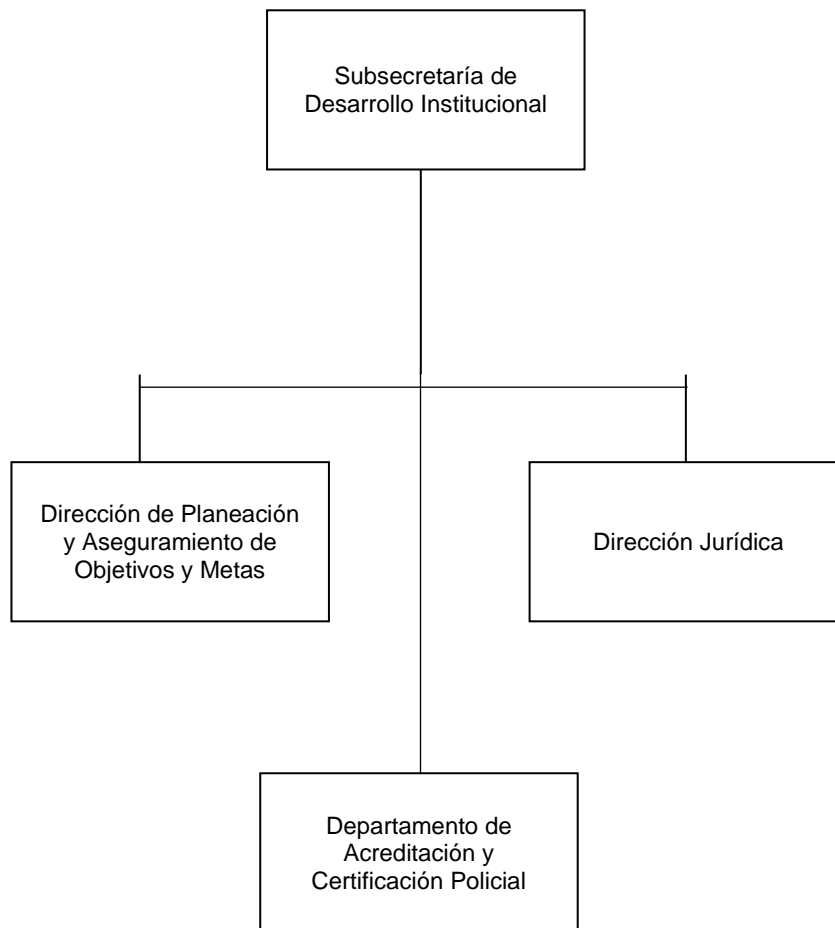 Subsecretaría de
Desarrollo Institucional
Dirección de Planeación
y Aseguramiento de
Objetivos y Metas
Dirección Jurídica
Departamento de
Acreditación y
Certificación Policial